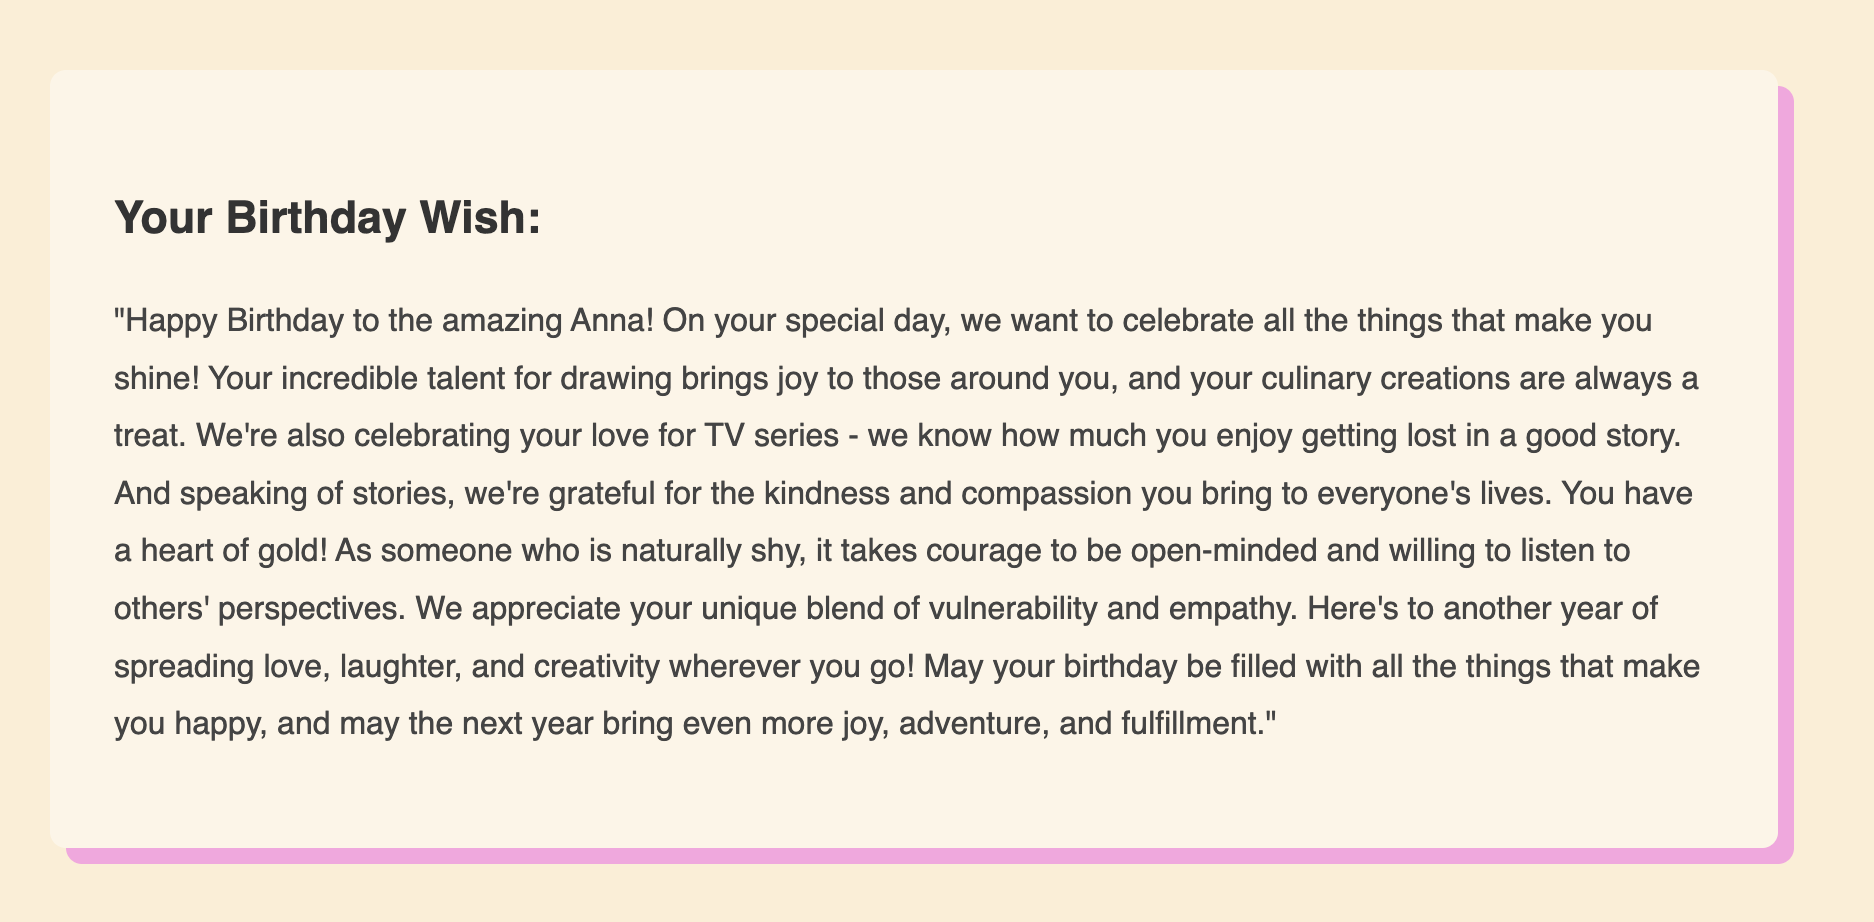 Your Birthday Wish:
"Happy Birthday to the amazing Anna! On your special day, we want to celebrate all the things that make you
shine! Your incredible talent for drawing brings joy to those around you, and your culinary creations are always a
treat. We're also celebrating your love for TV series - we know how much you enjoy getting lost in a good story.
And speaking of stories, we're grateful for the kindness and compassion you bring to everyone's lives. You have
a heart of gold! As someone who is naturally shy, it takes courage to be open-minded and willing to listen to
others' perspectives. We appreciate your unique blend of vulnerability and empathy. Here's to another year of
spreading love, laughter, and creativity wherever you go! May your birthday be filled with all the things that make
you happy, and may the next year bring even more joy, adventure, and fulfillment."